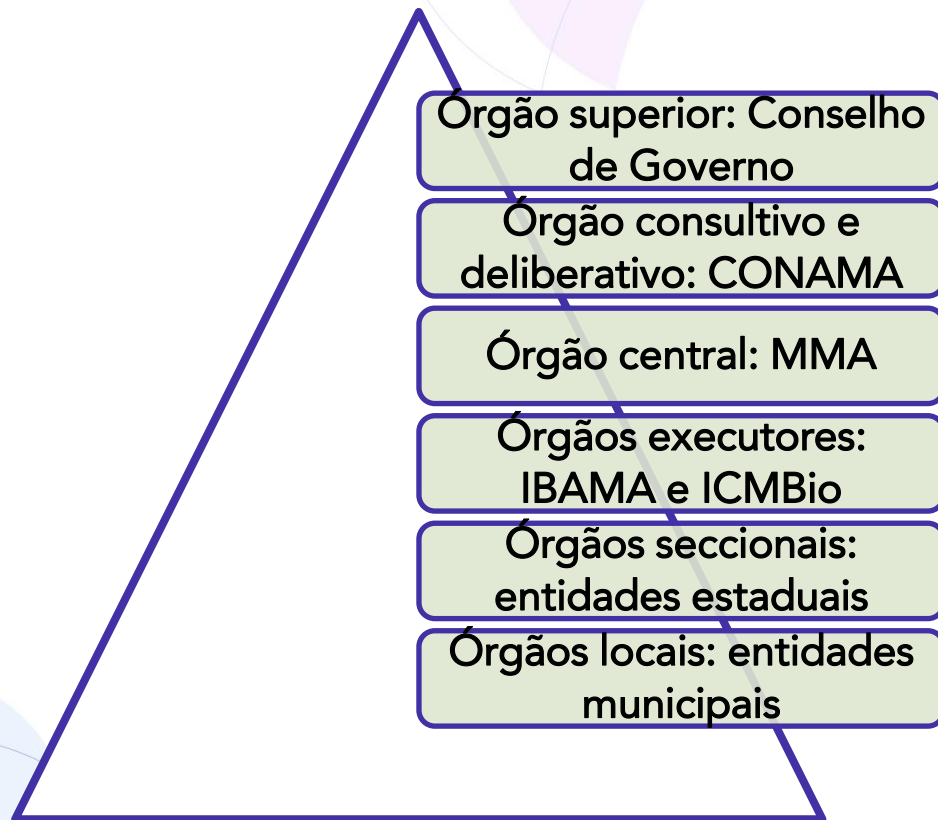 Órgão superior: Conselho
de Governo
Órgão consultivo e
deliberativo: CONAMA
Órgão central: MMA
Órgãos executores:
IBAMA e ICMBio
Órgãos seccionais:
entidades estaduais
Órgãos locais: entidades
municipais